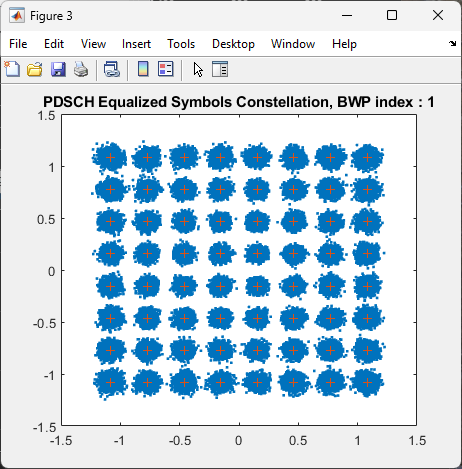 Figure 3
File Edit View Insert Tools Desktop Window Help
PDSCH Equalized Symbols Constellation, BWP index : 1
1.5
1
0.5
0
-0.5
-1
-1.5
-1.5 -1 -0.5 0 0.5 1 1.5